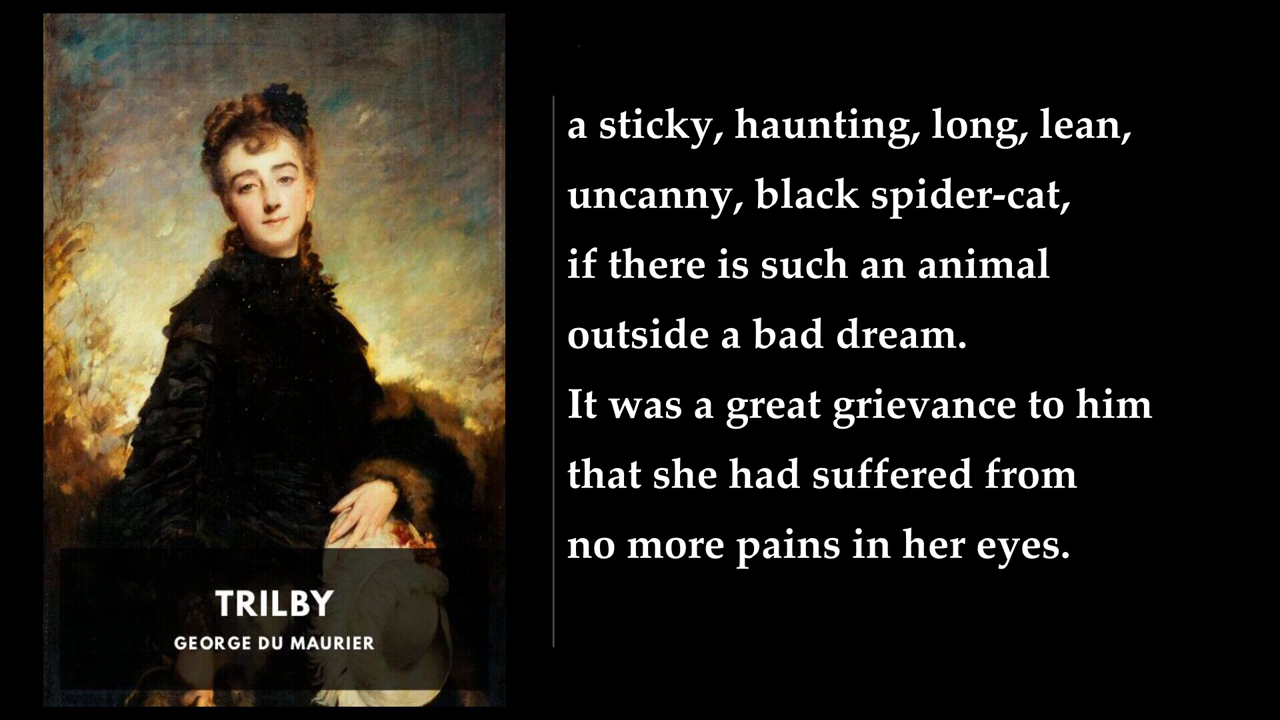 TRILBY
GEORGE DU MAURIER
a sticky, haunting, long, lean,
uncanny, black spider-cat,
if there is such an animal
outside a bad dream.
It was a great grievance to him
that she had suffered from
no more pains in her eyes.